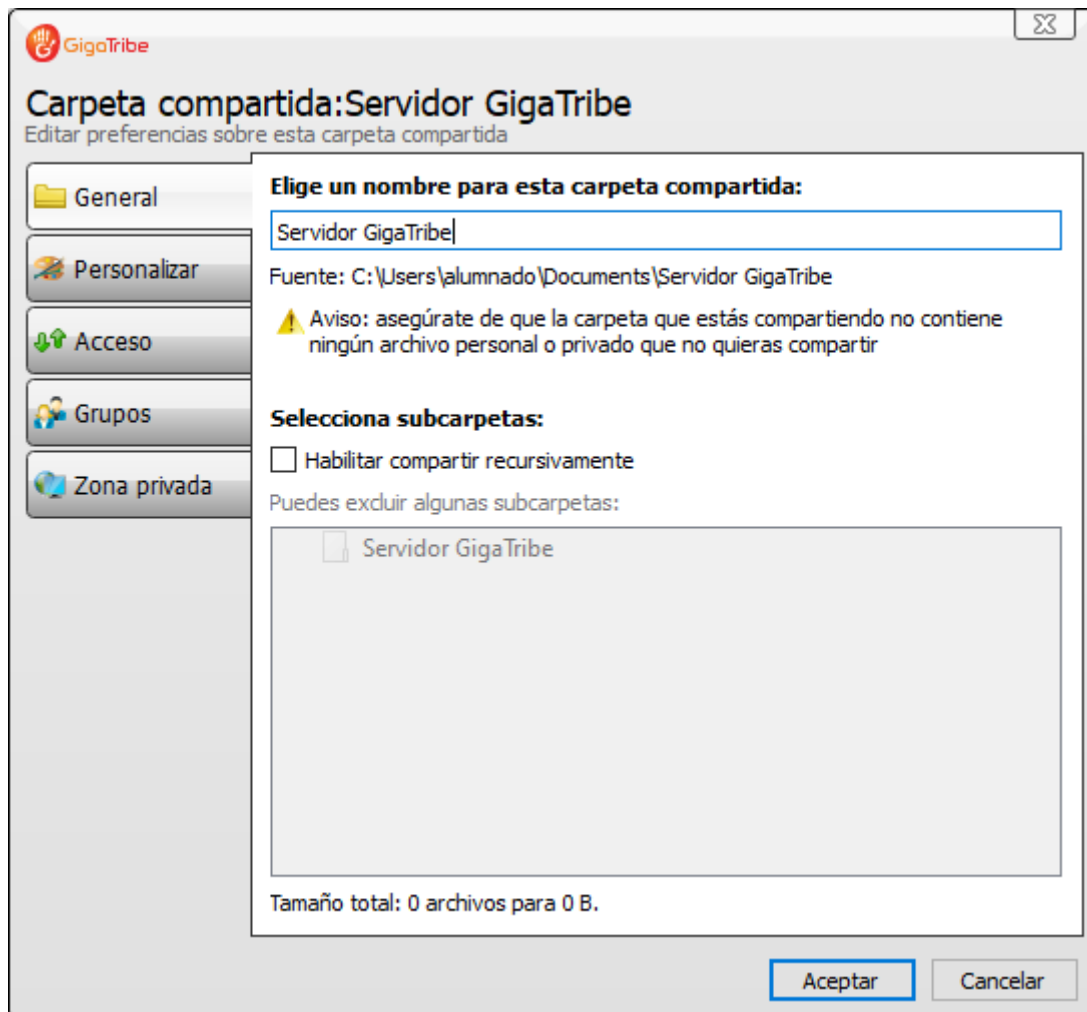 GigaTribe
Carpeta compartida:Servidor GigaTribe
Editar preferencias sobre esta carpeta compartida
General
Personalizar
Acceso
Grupos
Zona privada
Elige un nombre para esta carpeta compartida:
Servidor GigaTribe
Fuente: C:\Users\alumnado\Documents\Servidor GigaTribe
Aviso: asegúrate de que la carpeta que estás compartiendo no contiene
ningún archivo personal o privado que no quieras compartir
Selecciona subcarpetas:
Habilitar compartir recursivamente
Puedes excluir algunas subcarpetas:
Servidor GigaTribe
Tamaño total: 0 archivos para 0 B.
Aceptar
Cancelar